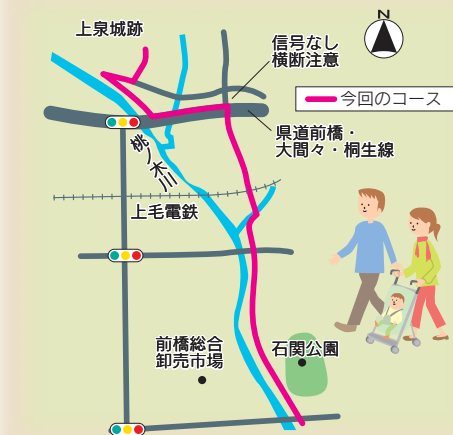 上泉城跡
N
信号なし
横断注意
今回のコース
県道前橋・
大間々・桐生線
桃ノ木川
上毛電鉄
前橋総合
卸売市場
石関公園